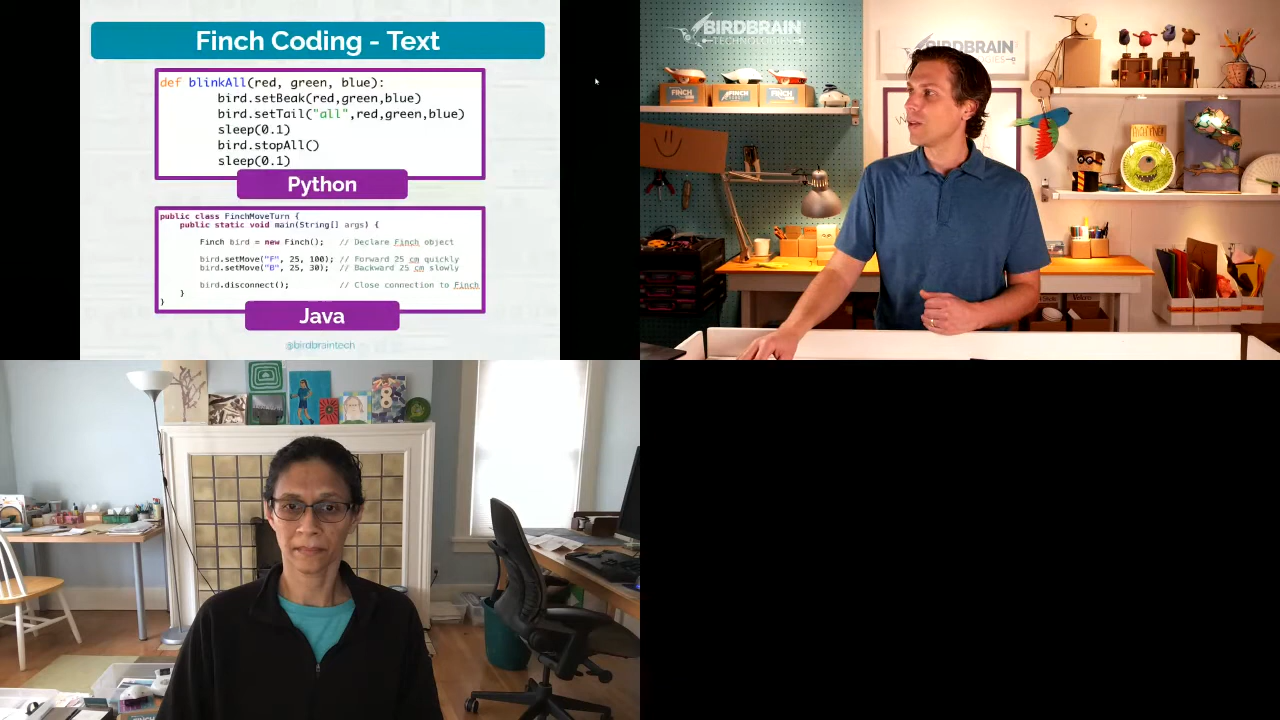 Finch Coding - Text
def blinkAll(red, green, blue):
bird.setBeak(red,green,blue)
bird.setTail("all",red,green,blue)
sleep(0.1)
bird.stopAll()
sleep(0.1)
Python
public class FinchMoveTurn {
public static void main(String[] args) {
Finch bird = new Finch(); // Declare Finch object
bird.setMove("F", 25, 100); // Forward 25 cm quickly
bird.setMove("B", 25, 30); // Backward 25 cm slowly
bird.disconnect(); // Close connection to Finch
}
}
Java
@birdbraintech
BIRDBRAIN
TECHNOLOGIES
BIRDBRAIN
FINCH
FINCH